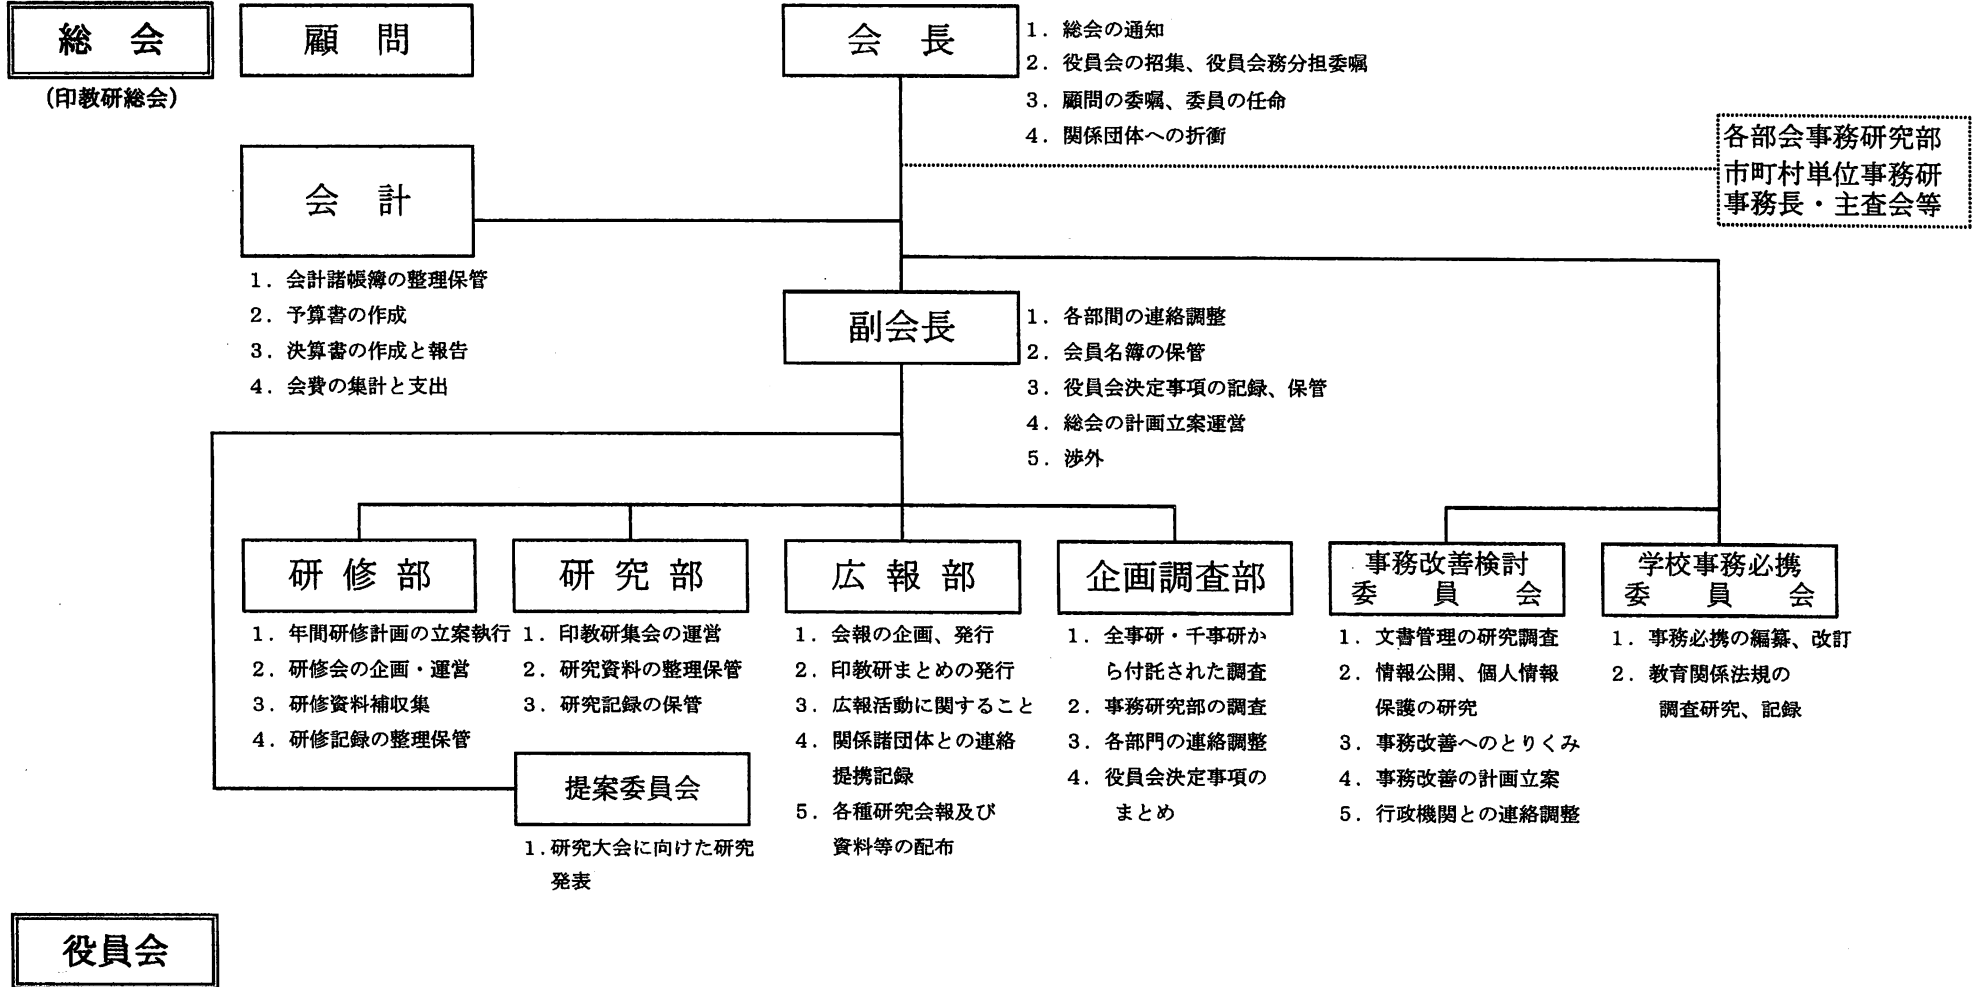 総　会
(印教研総会)
顧　問
会　長
1．総会の通知
2．役員会の招集、役員会務分担委嘱
3．顧問の委嘱、委員の任命
4．関係団体への折衝
各部会事務研究部
市町村単位事務研
事務長・主査会等
会　計
1．会計諸帳簿の整理保管
2．予算書の作成
3．決算書の作成と報告
4．会費の集計と支出
副会長
1．各部間の連絡調整
2．会員名簿の保管
3．役員会決定事項の記録、保管
4．総会の計画立案運営
5．渉外
研 修 部
1．年間研修計画の立案執行
2．研修会の企画・運営
3．研修資料補収集
4．研修記録の整理保管
研 究 部
1．印教研集会の運営
2．研究資料の整理保管
3．研究記録の保管
提案委員会
1．研究大会に向けた研究
発表
広 報 部
1．会報の企画、発行
2．印教研まとめの発行
3．広報活動に関すること
4．関係諸団体との連絡
提携記録
5．各種研究会報及び
資料等の配布
企画調査部
1．全事研・千事研か
ら付託された調査
2．事務研究部の調査
3．各部門の連絡調整
4．役員会決定事項の
まとめ
事務改善検討
委　員　会
1．文書管理の研究調査
2．情報公開、個人情報
保護の研究
3．事務改善へのとりくみ
4．事務改善の計画立案
5．行政機関との連絡調整
学校事務必携
委　員　会
1．事務必携の編纂、改訂
2．教育関係法規の
調査研究、記録
役員会